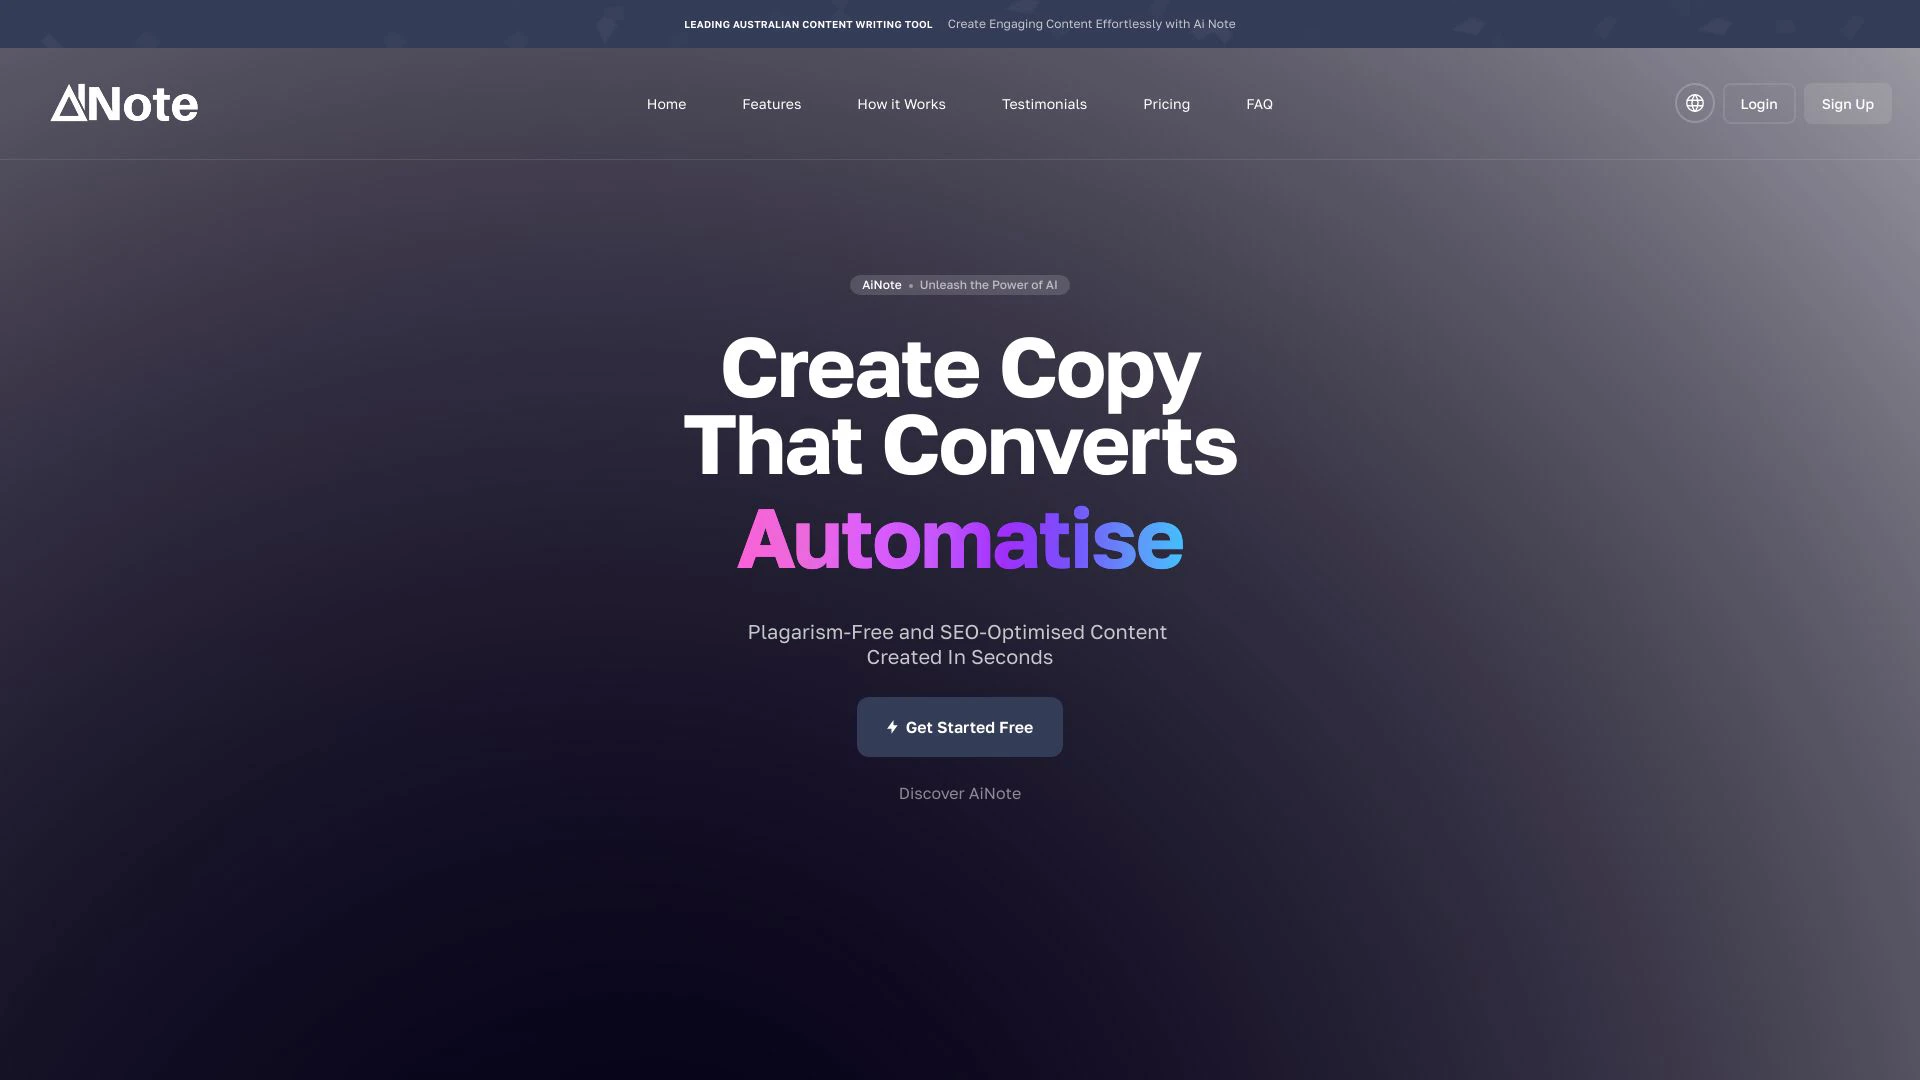 LEADING AUSTRALIAN CONTENT WRITING TOOL Create Engaging Content Effortlessly with Ai Note
AiNote
Home Features How it Works Testimonials Pricing FAQ
Login Sign Up
AiNote • Unleash the Power of AI
Create Copy
That Converts
Automatise
Plagarism-Free and SEO-Optimised Content
Created In Seconds
Get Started Free
Discover AiNote